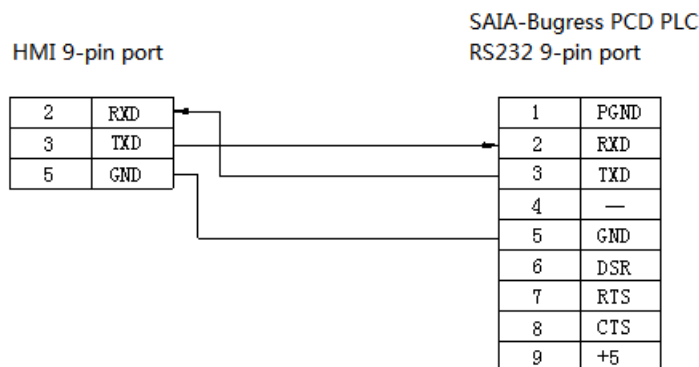 SAIA-Bugress PCD PLC
HMI 9-pin port
RS232 9-pin port
2 RXD
3 TXD
5 GND
1 PGND
2 RXD
3 TXD
4 —
5 GND
6 DSR
7 RTS
8 CTS
9 +5